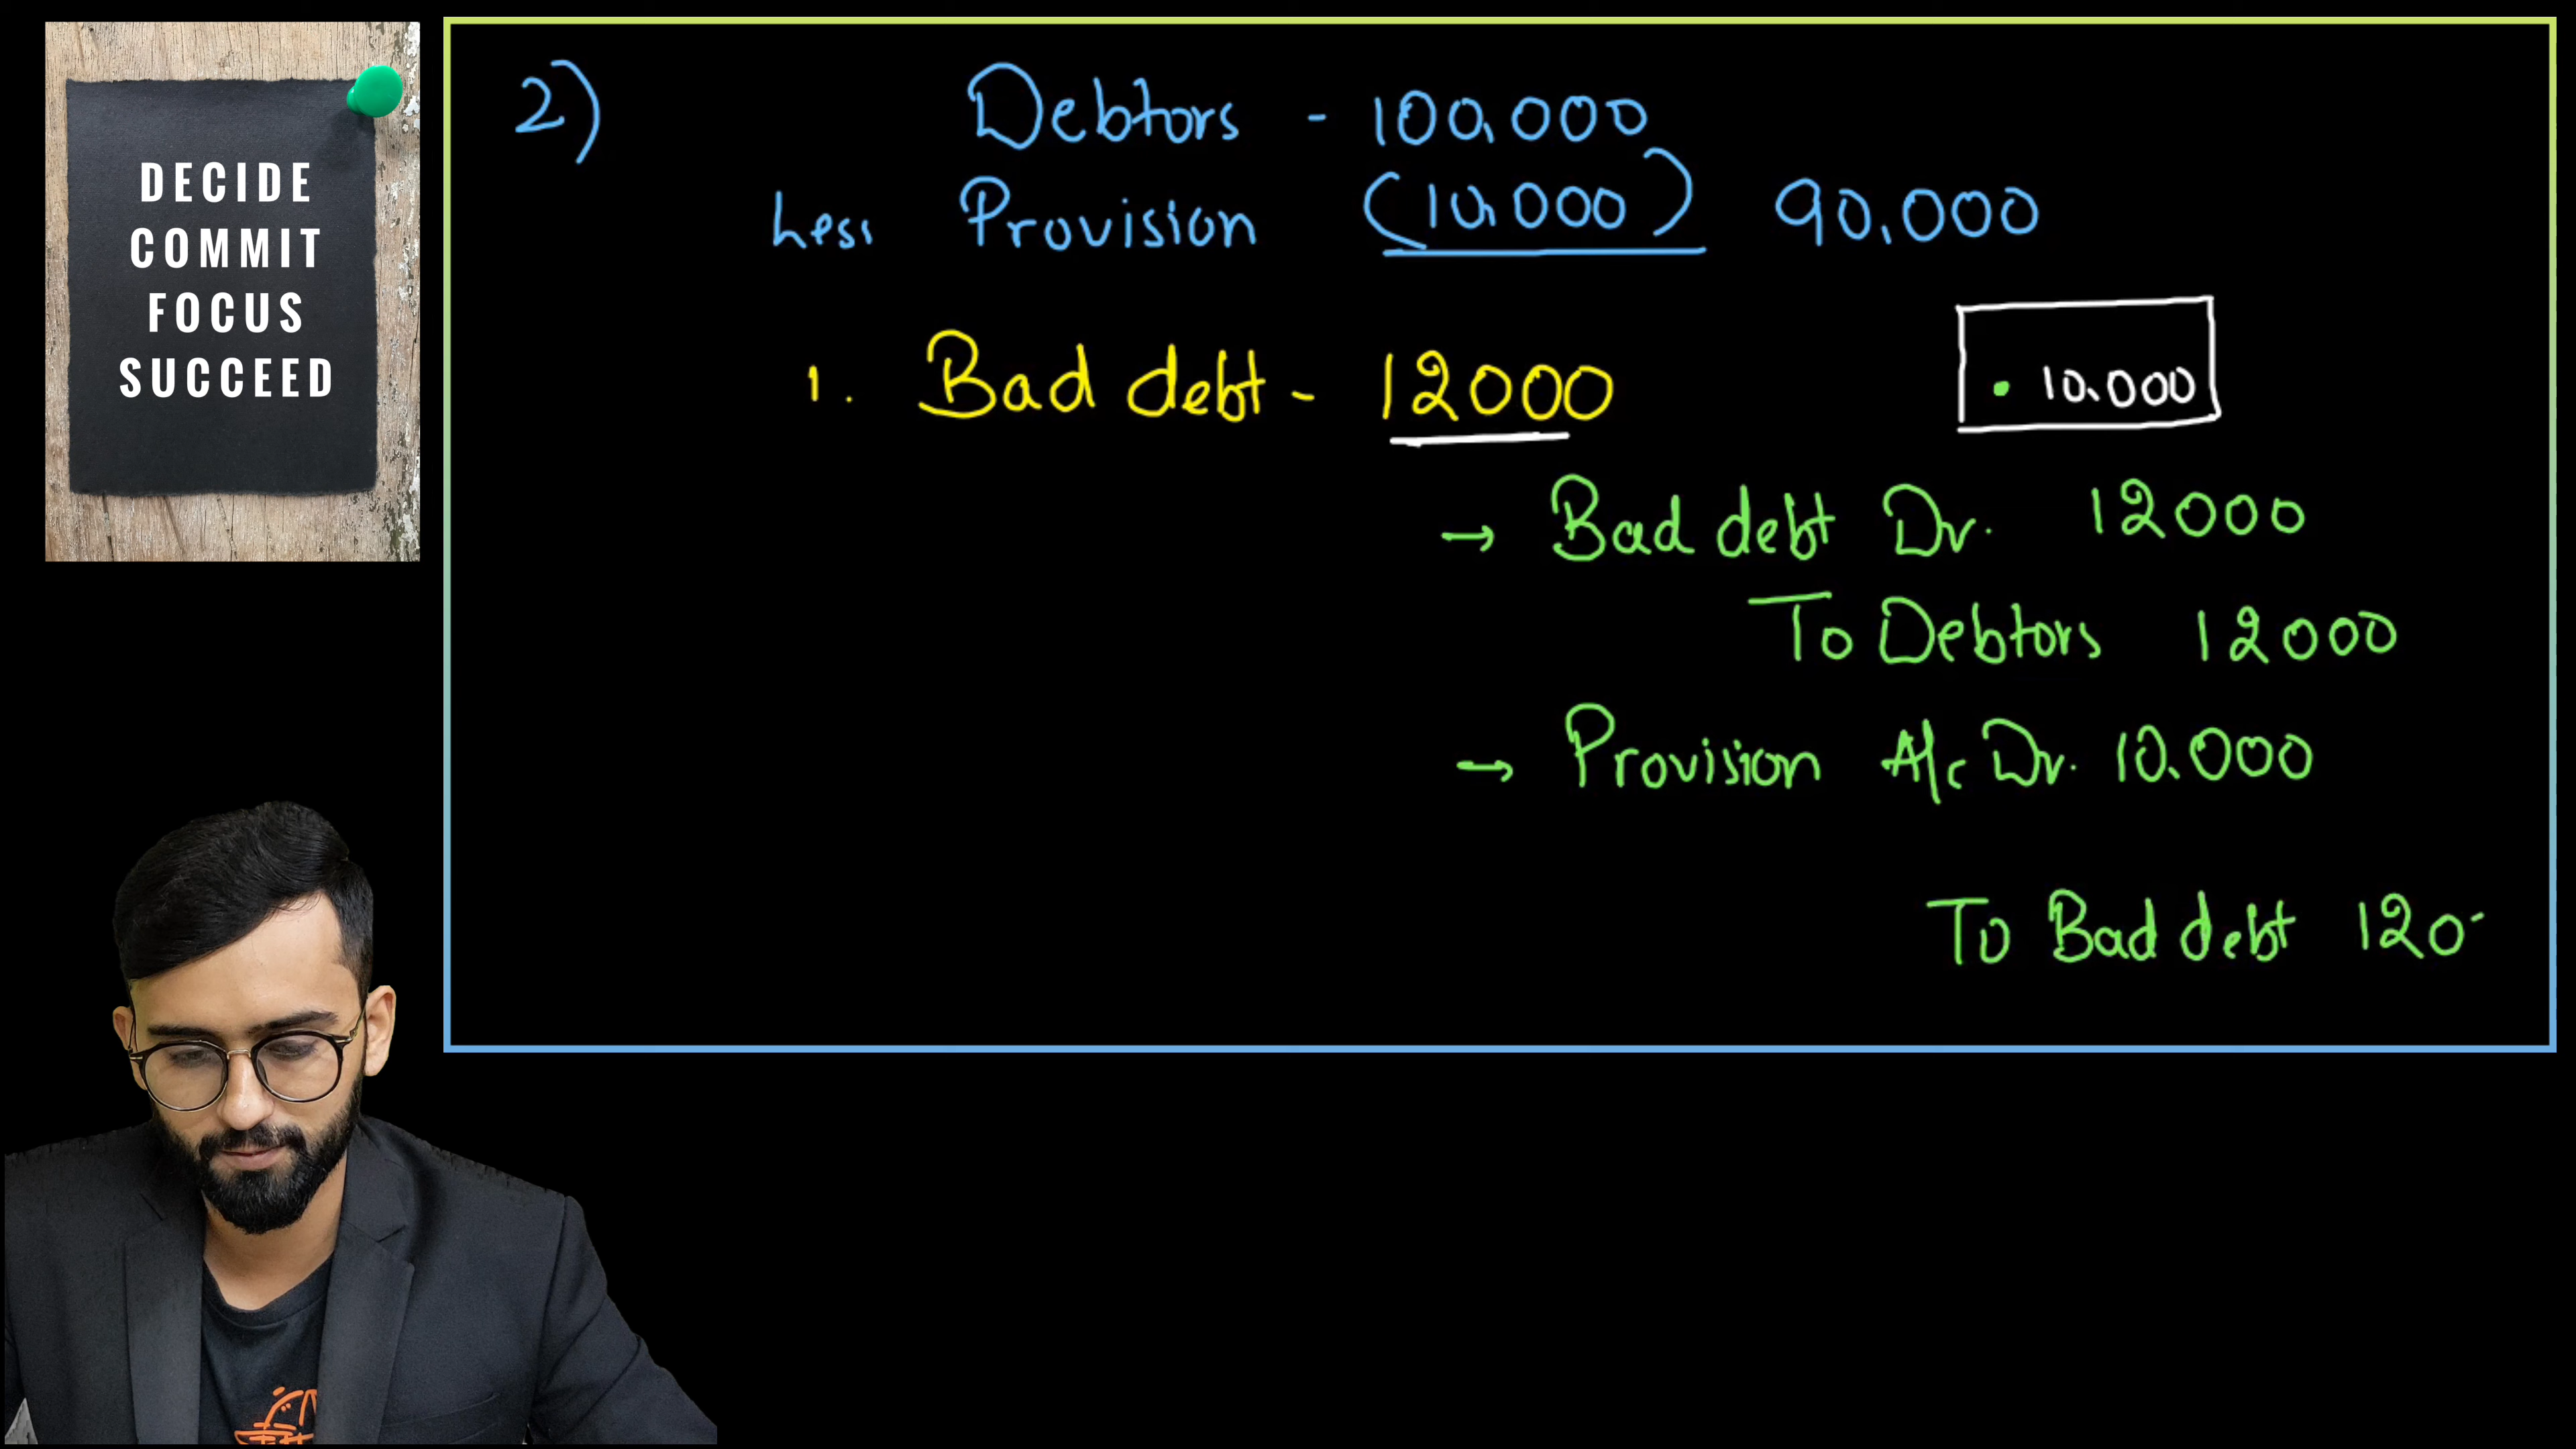 DECIDE
COMMIT
FOCUS
SUCCEED
2) Debtors - 100,000
Less Provision (10,000) 90,000
1. Bad debt - 12000
• 10,000
→ Bad debt Dr. 12000
To Debtors 12000
→ Provision A/c Dr. 10,000
To Bad debt 120